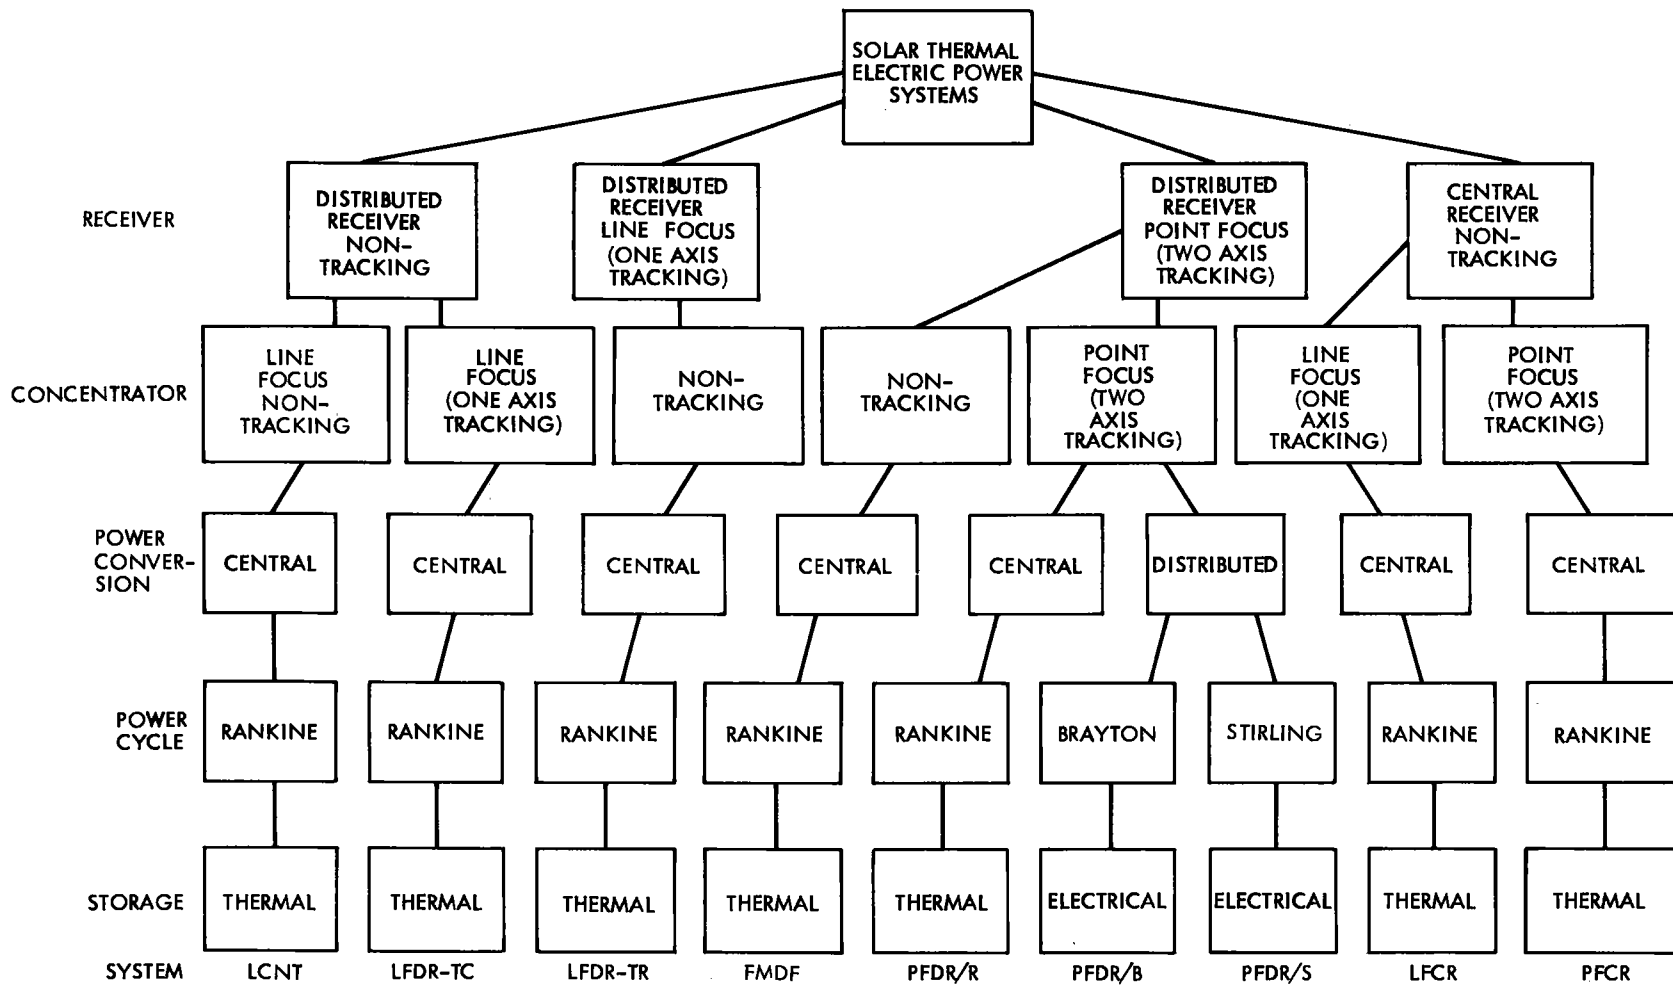 SOLAR THERMAL
ELECTRIC POWER
SYSTEMS
RECEIVER
DISTRIBUTED
RECEIVER
NON-
TRACKING
DISTRIBUTED
RECEIVER
LINE FOCUS
(ONE AXIS
TRACKING)
DISTRIBUTED
RECEIVER
POINT FOCUS
(TWO AXIS
TRACKING)
CENTRAL
RECEIVER
NON-
TRACKING
CONCENTRATOR
LINE
FOCUS
NON-
TRACKING
LINE
FOCUS
(ONE AXIS
TRACKING)
NON-
TRACKING
NON-
TRACKING
POINT
FOCUS
(TWO
AXIS
TRACKING)
LINE
FOCUS
(ONE
AXIS
TRACKING)
POINT
FOCUS
(TWO AXIS
TRACKING)
POWER
CONVER-
SION
CENTRAL
CENTRAL
CENTRAL
CENTRAL
CENTRAL
DISTRIBUTED
CENTRAL
CENTRAL
POWER
CYCLE
RANKINE
RANKINE
RANKINE
RANKINE
RANKINE
BRAYTON
STIRLING
RANKINE
RANKINE
STORAGE
THERMAL
THERMAL
THERMAL
THERMAL
THERMAL
ELECTRICAL
ELECTRICAL
THERMAL
THERMAL
SYSTEM
LCNT
LFDR-TC
LFDR-TR
FMDF
PFDR/R
PFDR/B
PFDR/S
LFCR
PFCR